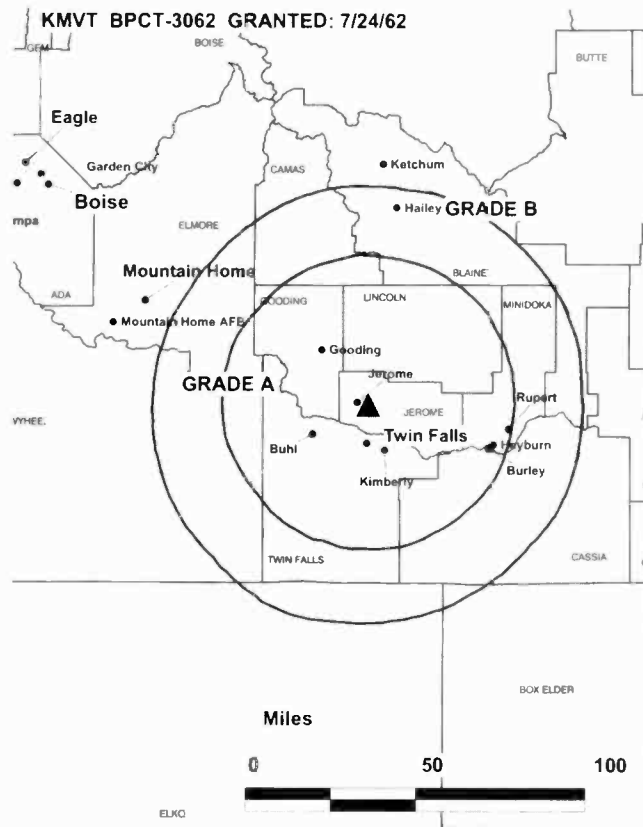 KMVT BPCT-3062 GRANTED: 7/24/62
GEM
BOISE
BUTTE
Eagle
Garden City
Boise
mpa
CAMAS
Ketchum
Hailey
GRADE B
ELMORE
Mountain Home
BLAINE
ADA
GOODING
LINCOLN
MINIDOKA
Mountain Home AFB
Gooding
GRADE A
Jerome
Rupert
JEROME
WYHEE
Twin Falls
Heyburn
Buhl
Kimberly
Burley
TWIN FALLS
CASSIA
BOX ELDER
Miles
0 50 100
ELKO